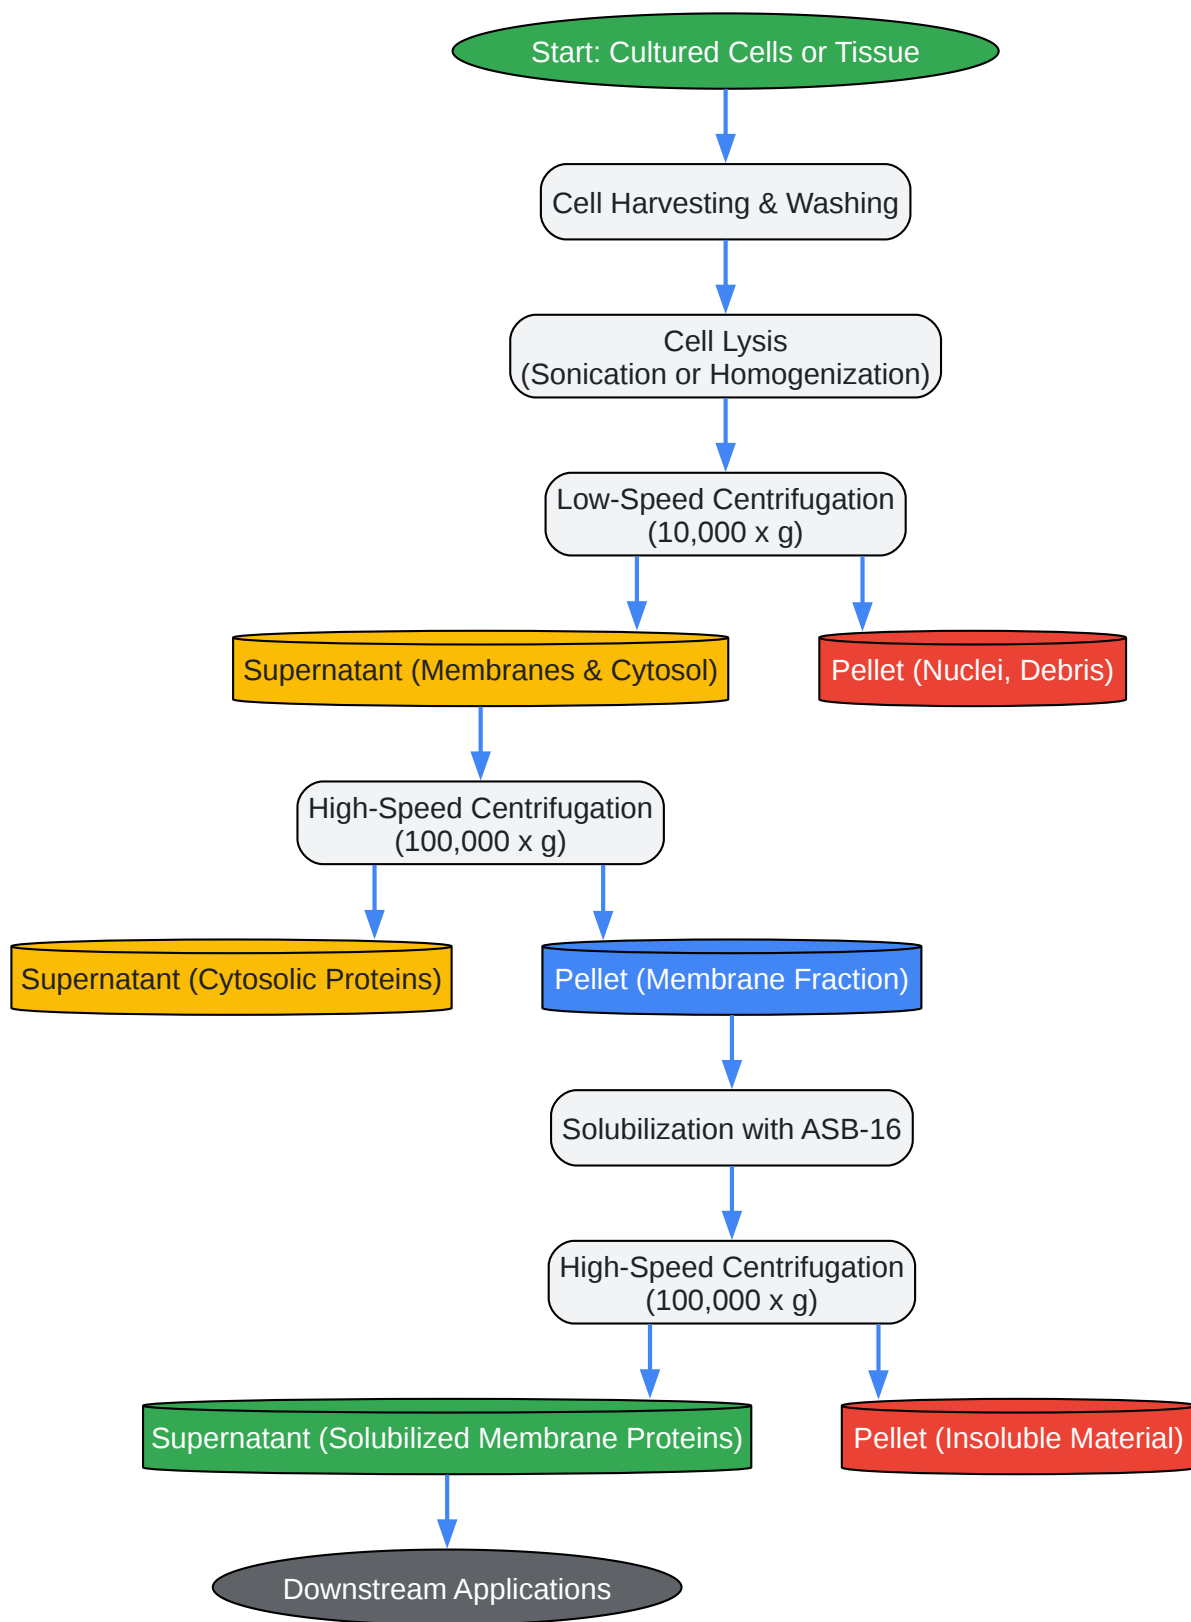 Start: Cultured Cells or Tissue
Cell Harvesting & Washing
Cell Lysis
(Sonication or Homogenization)
Low-Speed Centrifugation
(10,000 x g)
Supernatant (Membranes & Cytosol)
Pellet (Nuclei, Debris)
High-Speed Centrifugation
(100,000 x g)
Supernatant (Cytosolic Proteins)
Pellet (Membrane Fraction)
Solubilization with ASB-16
High-Speed Centrifugation
(100,000 x g)
Supernatant (Solubilized Membrane Proteins)
Pellet (Insoluble Material)
Downstream Applications